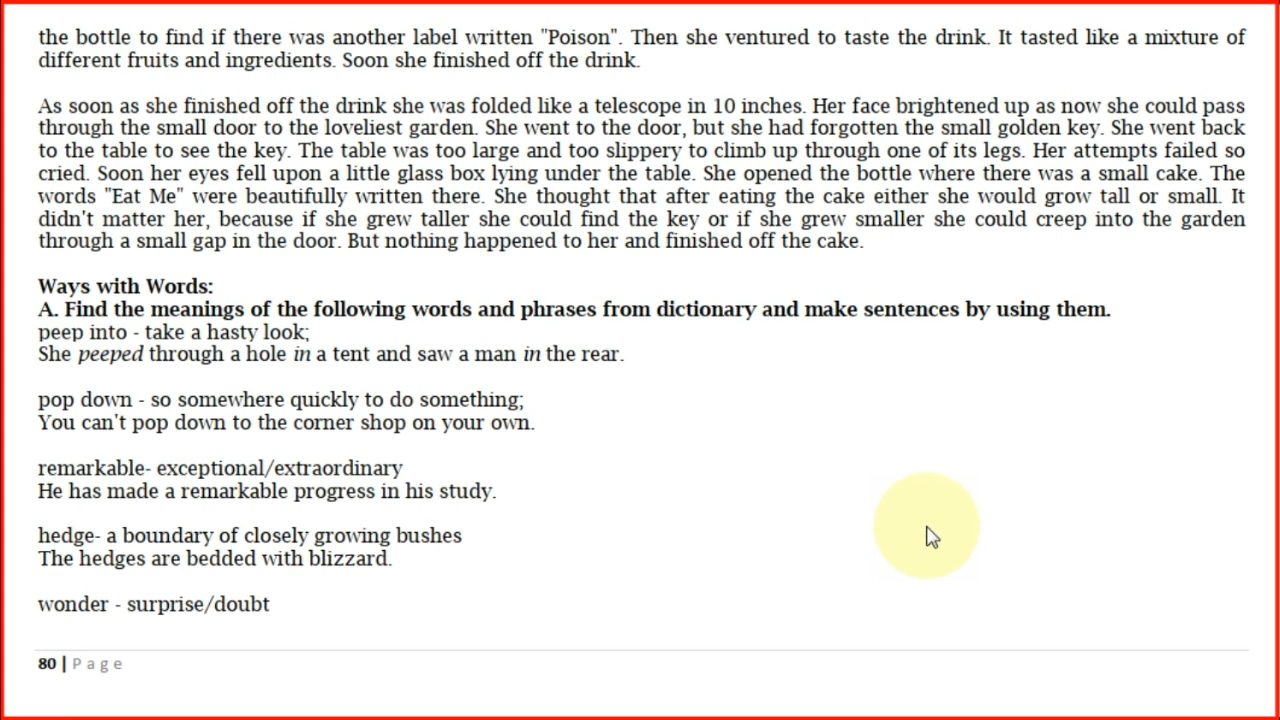 the bottle to find if there was another label written "Poison". Then she ventured to taste the drink. It tasted like a mixture of
different fruits and ingredients. Soon she finished off the drink.
As soon as she finished off the drink she was folded like a telescope in 10 inches. Her face brightened up as now she could pass
through the small door to the loveliest garden. She went to the door, but she had forgotten the small golden key. She went back
to the table to see the key. The table was too large and too slippery to climb up through one of its legs. Her attempts failed so
cried. Soon her eyes fell upon a little glass box lying under the table. She opened the bottle where there was a small cake. The
words "Eat Me" were beautifully written there. She thought that after eating the cake either she would grow tall or small. It
didn't matter her, because if she grew taller she could find the key or if she grew smaller she could creep into the garden
through a small gap in the door. But nothing happened to her and finished off the cake.
Ways with Words:
A. Find the meanings of the following words and phrases from dictionary and make sentences by using them.
peep into - take a hasty look;
She peeped through a hole in a tent and saw a man in the rear.
pop down - so somewhere quickly to do something;
You can't pop down to the corner shop on your own.
remarkable- exceptional/extraordinary
He has made a remarkable progress in his study.
hedge- a boundary of closely growing bushes
The hedges are bedded with blizzard.
wonder - surprise/doubt
80 | Page